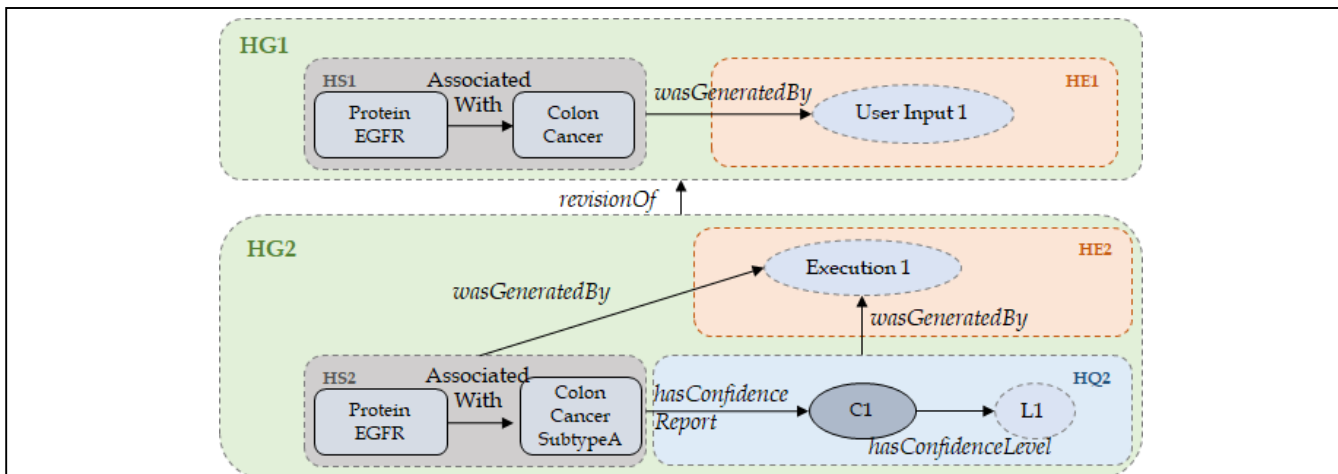 HG1
HS1
Associated
With
Protein
EGFR
Colon
Cancer
wasGeneratedBy
User Input 1
HE1
revisionOf
HG2
HE2
Execution 1
wasGeneratedBy
wasGeneratedBy
HS2
Associated
With
Protein
EGFR
Colon
Cancer
SubtypeA
hasConfidence
Report
C1
L1
HQ2
hasConfidenceLevel